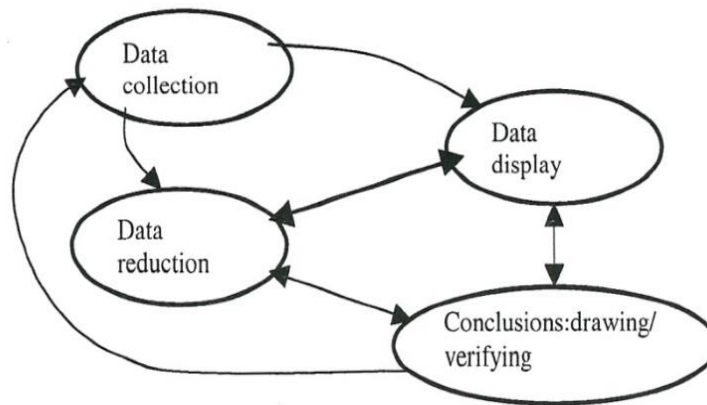 Data
collection
Data
display
Data
reduction
Conclusions:drawing/
verifying